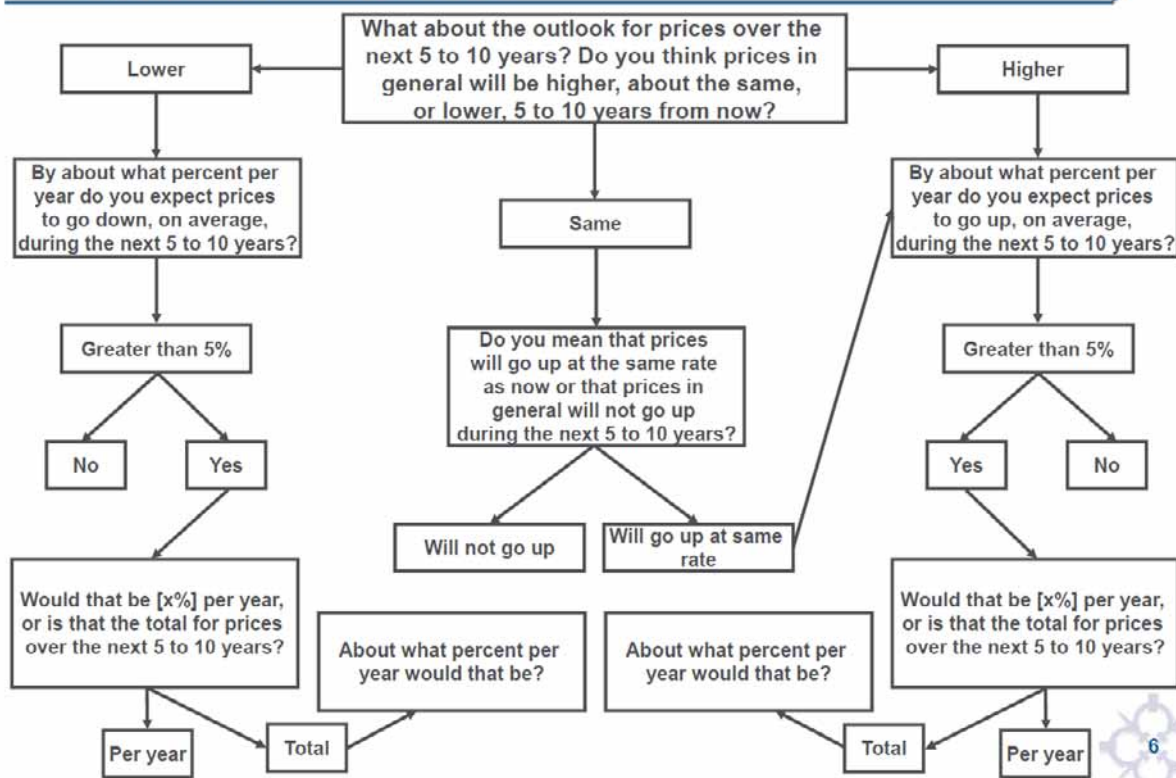 What about the outlook for prices over the
next 5 to 10 years? Do you think prices in
general will be higher, about the same,
or lower, 5 to 10 years from now?
Lower
Higher
By about what percent per
year do you expect prices
to go down, on average,
during the next 5 to 10 years?
Same
By about what percent per
year do you expect prices
to go up, on average,
during the next 5 to 10 years?
Greater than 5%
Do you mean that prices
will go up at the same rate
as now or that prices in
general will not go up
during the next 5 to 10 years?
Greater than 5%
No
Yes
Yes
No
Will not go up
Will go up at same
rate
Would that be [x%] per year,
or is that the total for prices
over the next 5 to 10 years?
About what percent per
year would that be?
About what percent per
year would that be?
Would that be [x%] per year,
or is that the total for prices
over the next 5 to 10 years?
Per year
Total
Total
Per year
6